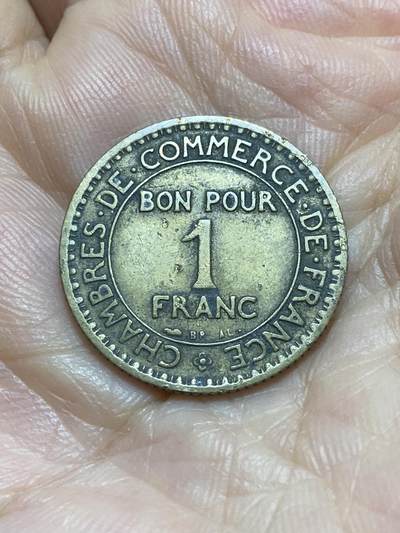 CHAMBRES·DE·COMMERCE·DE·FRANCE
BON POUR
1
FRANC